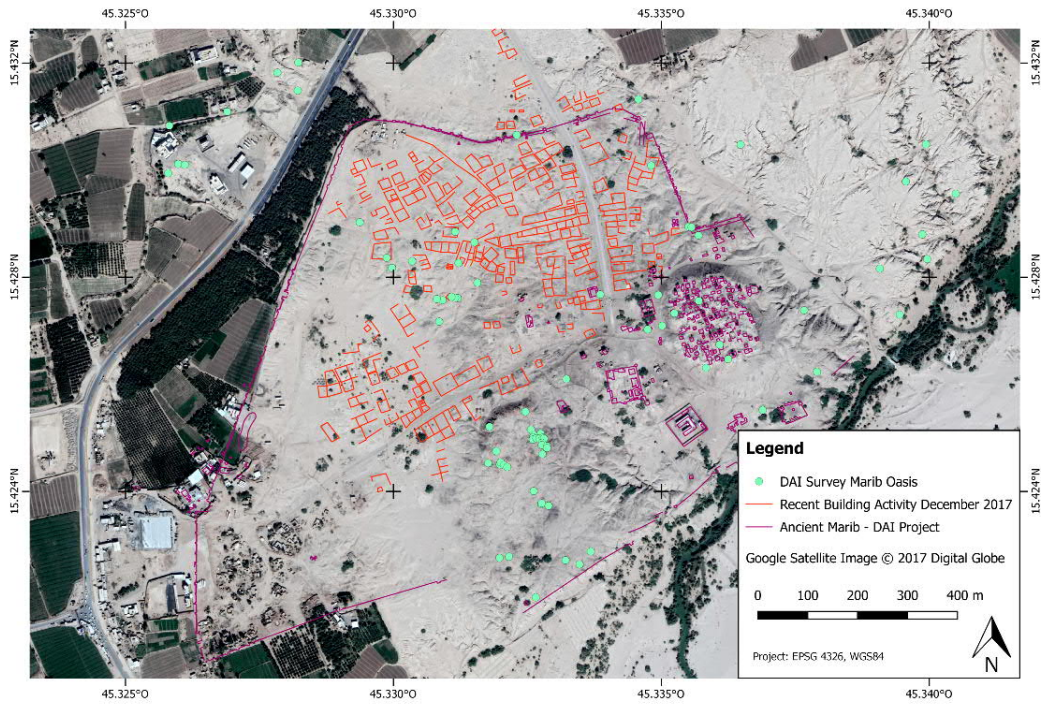 45.325°O
45.330°O
45.335°O
45.340°O
15.432°N
15.432°N
15.428°N
15.428°N
15.424°N
15.424°N
Legend
DAI Survey Marib Oasis
Recent Building Activity December 2017
Ancient Marib - DAI Project
Google Satellite Image © 2017 Digital Globe
0 100 200 300 400 m
Project: EPSG 4326, WGS84
N
45.325°O
45.330°O
45.335°O
45.340°O